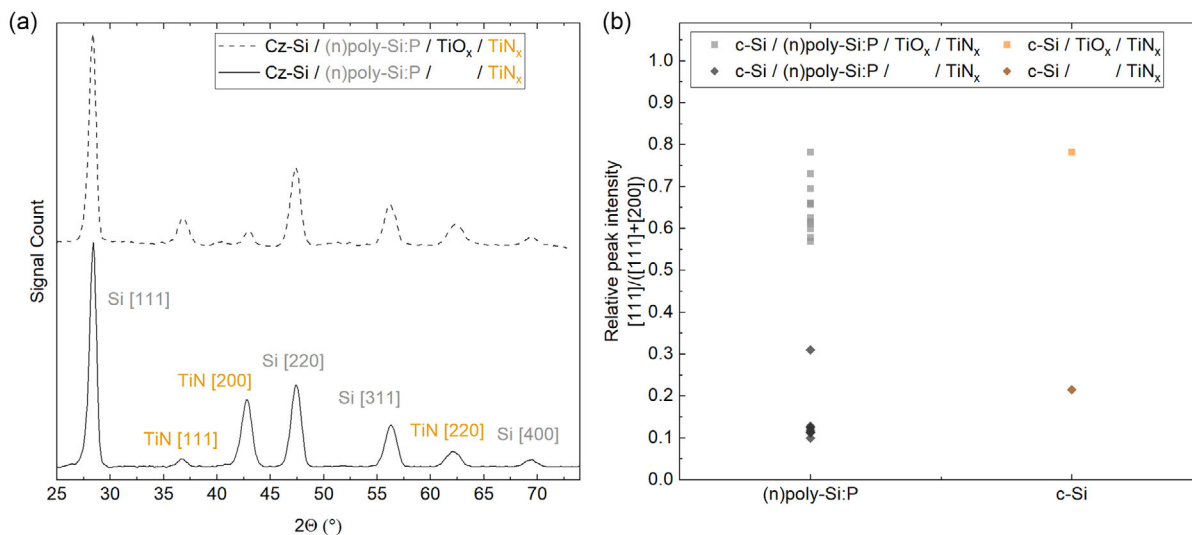 (a)
Cz-Si / (n)poly-Si:P / TiOx / TiNx
Cz-Si / (n)poly-Si:P / / TiNx
Signal Count
Si [111]
TiN [111]
TiN [200]
Si [220]
Si [311]
TiN [220]
Si [400]
25 30 35 40 45 50 55 60 65 70
2Θ (°)
(b)
c-Si / (n)poly-Si:P / TiOx / TiNx
c-Si / (n)poly-Si:P / / TiNx
c-Si / TiOx / TiNx
c-Si / / TiNx
Relative peak intensity
[111]/([111]+[200])
1.0
0.9
0.8
0.7
0.6
0.5
0.4
0.3
0.2
0.1
0.0
(n)poly-Si:P
c-Si